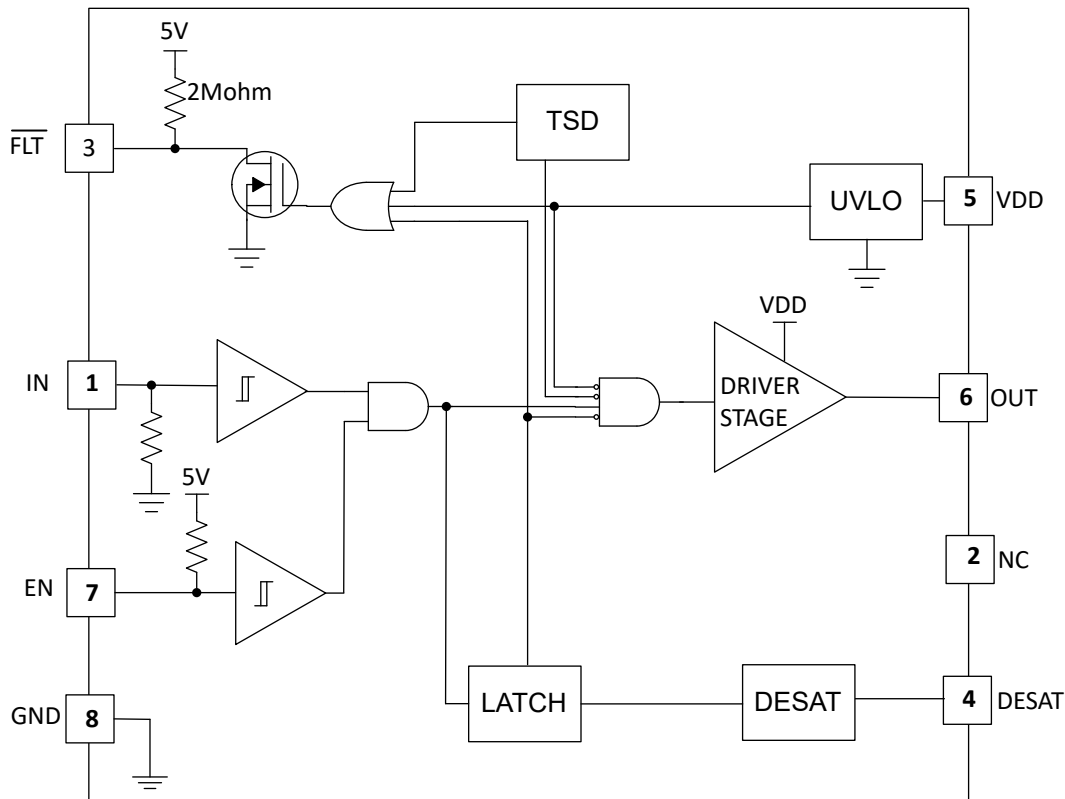 5V
2Mohm
FLT
3
TSD
UVLO
5
VDD
IN
1
VDD
DRIVER
STAGE
6
OUT
5V
2
NC
EN
7
LATCH
DESAT
4
DESAT
GND
8